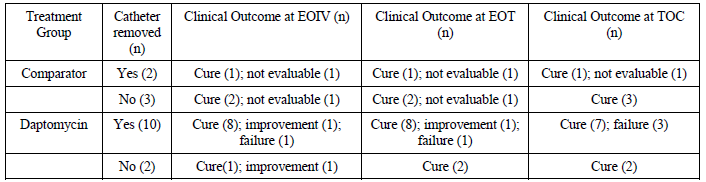 Treatment Group Catheter removed (n) Clinical Outcome at EOIV (n) Clinical Outcome at EOT (n) Clinical Outcome at TOC (n)
Comparator Yes (2) Cure (1); not evaluable (1) Cure (1); not evaluable (1) Cure (1); not evaluable (1)
No (3) Cure (2); not evaluable (1) Cure (2); not evaluable (1) Cure (3)
Daptomycin Yes (10) Cure (8); improvement (1); failure (1) Cure (8); improvement (1); failure (1) Cure (7); failure (3)
No (2) Cure(1); improvement (1) Cure (2) Cure (2)